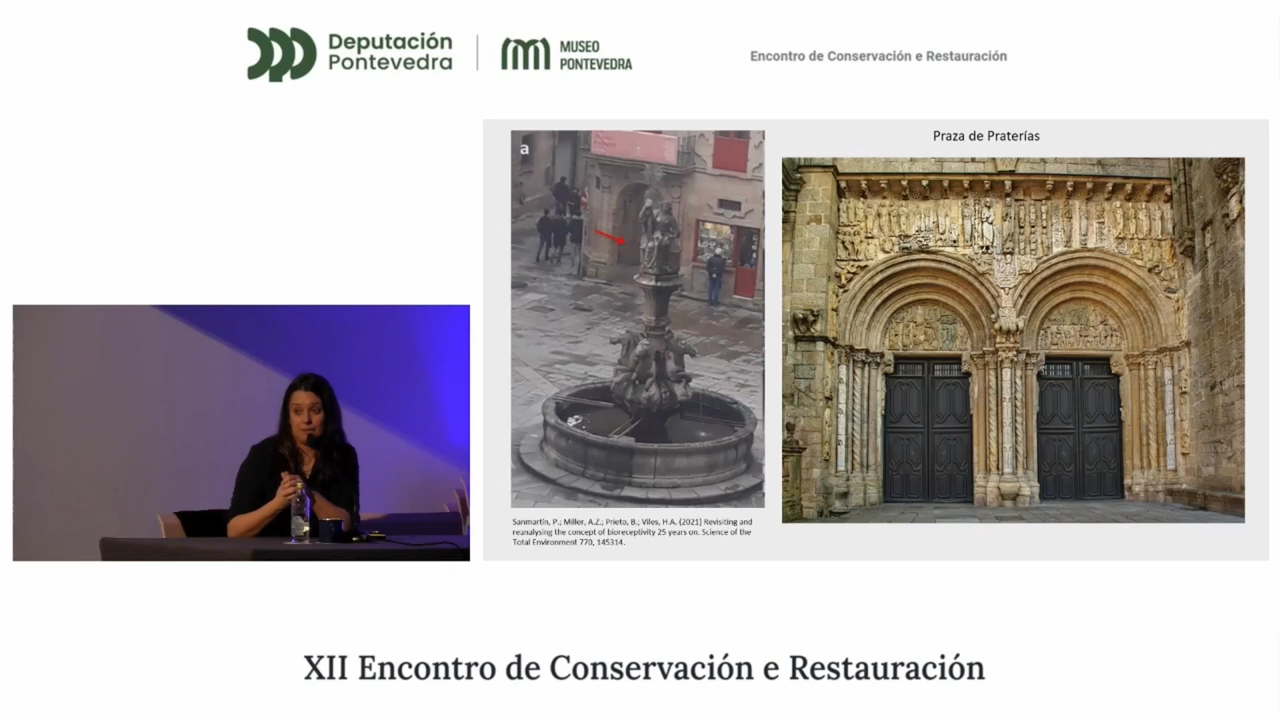 Deputación
Pontevedra
MUSEO
PONTEVEDRA
Encontro de Conservación e Restauración
a
Praza de Praterías
Sanmartín, P.; Miller, A.Z.; Prieto, B.; Viles, H.A. (2021) Revisiting and
reanalysing the concept of bioreceptivity 25 years on. Science of the
Total Environment 770, 145314.
XII Encontro de Conservación e Restauración